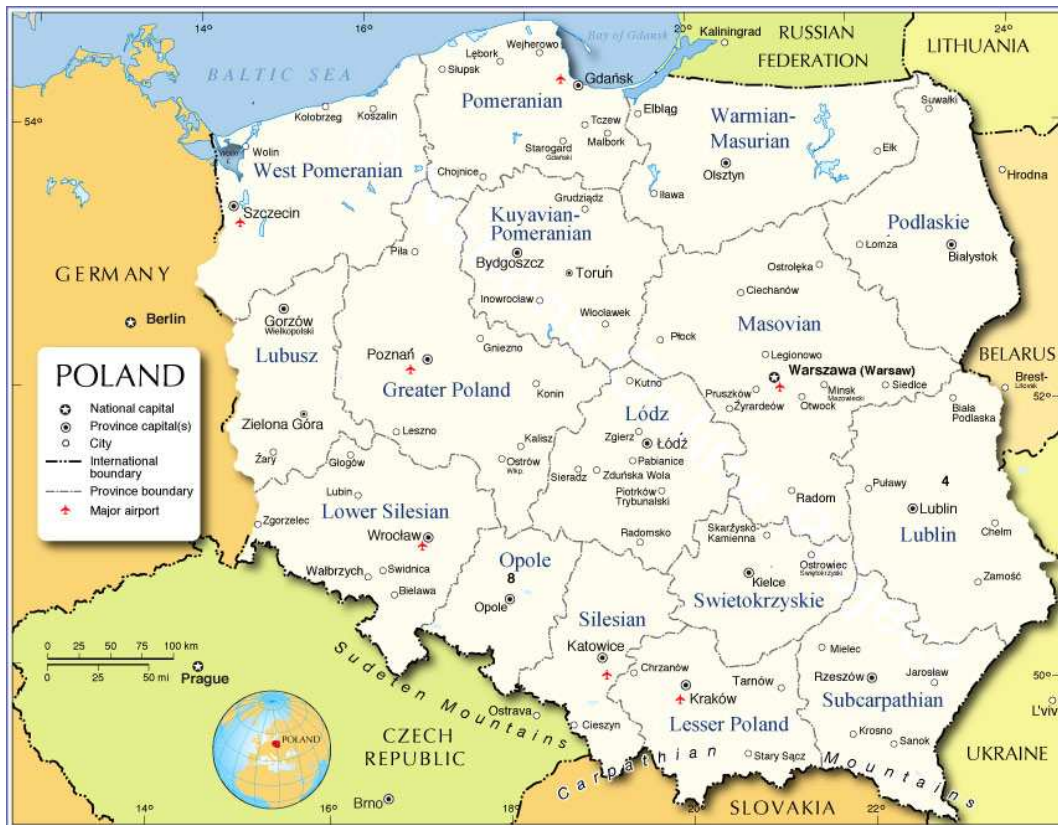 14°
16°
20°
24°
Kaliningrad
RUSSIAN
FEDERATION
LITHUANIA
Bay of Gdańsk
BALTIC SEA
Wejherowo
Lębork
Słupsk
Gdańsk
Pomeranian
Elbląg
Suwałki
54°
Kołobrzeg
Koszalin
Tczew
Malbork
Starogard
Gdański
Warmian-
Masurian
Ełk
Wolin
Wolin
West Pomeranian
Chojnice
Olsztyn
Hrodna
Iława
Grudziądz
Szczecin
Kuyavian-
Pomeranian
Podlaskie
Piła
Bydgoszcz
Toruń
Łomza
Białystok
GERMANY
Ostrołęka
Inowrocław
Ciechanów
Włocławek
Berlin
Gorzów
Wielkopolski
Masovian
Płock
Gniezno
Lubusz
Poznań
Legionowo
BELARUS
Greater Poland
Konin
Kutno
Warszawa (Warsaw)
Pruszków
Minsk
Mazowiecki
Siedlce
Brest-
Litovsk
52°
Żyrardeów
Otwock
Biała
Podlaska
POLAND
National capital
Province capital(s)
City
International
boundary
Province boundary
Major airport
Zielona Góra
Leszno
Lódz
Zgierz
Łódź
Kalisz
Żary
Głogów
Ostrów
Wlkp.
Sieradz
Pabianice
Zduńska Wola
Piotrków
Trybunalski
Puławy
4
Radom
Lubin
Lower Silesian
Zgorzelec
Lublin
Lublin
Chełm
Wrocław
Radomsko
Skarżysko-
Kamienna
Opole
8
Ostrowiec
Świętokrzyski
Wałbrzych
Swidnica
Kielce
Zamość
Bielawa
Opole
Swietokrzyskie
Silesian
0 25 50 75 100 km
0 25 50 mi
Prague
Sudeten Mountains
Katowice
Mielec
Chrzanów
Tarnów
Rzeszów
Jarosław
50°
Kraków
Subcarpathian
L'viv
Ostrava
Cieszyn
Lesser Poland
POLAND
CZECH
REPUBLIC
Krosno
Sanok
Stary Sącz
UKRAINE
Carpathian Mountains
Brno
SLOVAKIA
14°
16°
18°
20°
22°